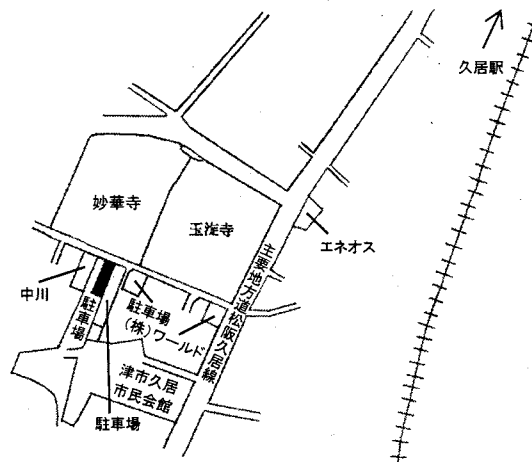 久居駅
妙華寺
玉洸寺
エネオス
主要地方道松阪久居線
中川
駐車場
駐車場
(株)ワールド
津市久居
市民会館
駐車場